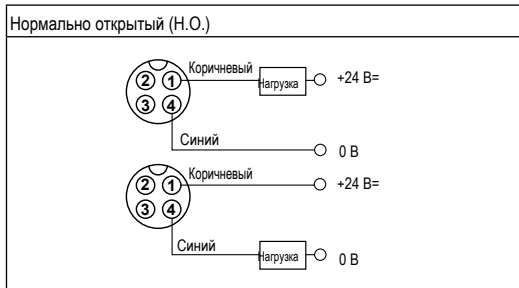 Нормально открытый (Н.О.)
Коричневый
2 1 Нагрузка +24 В=
3 4
Синий
0 В
Коричневый
2 1 +24 В=
3 4
Синий
Нагрузка 0 В